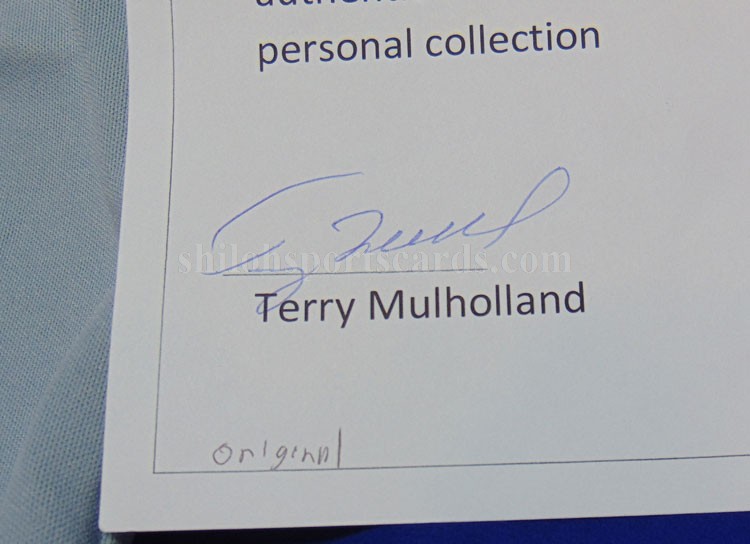 personal collection
shilohsportscards.com
Terry Mulholland
original